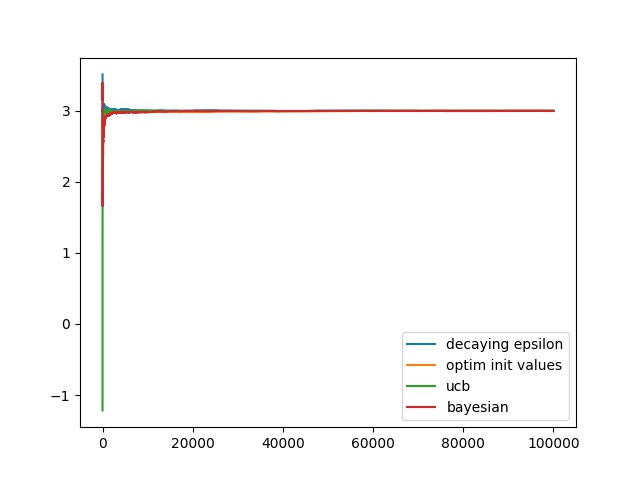 3
2
1
0
−1
0
20000
40000
60000
80000
100000
decaying epsilon
optim init values
ucb
bayesian